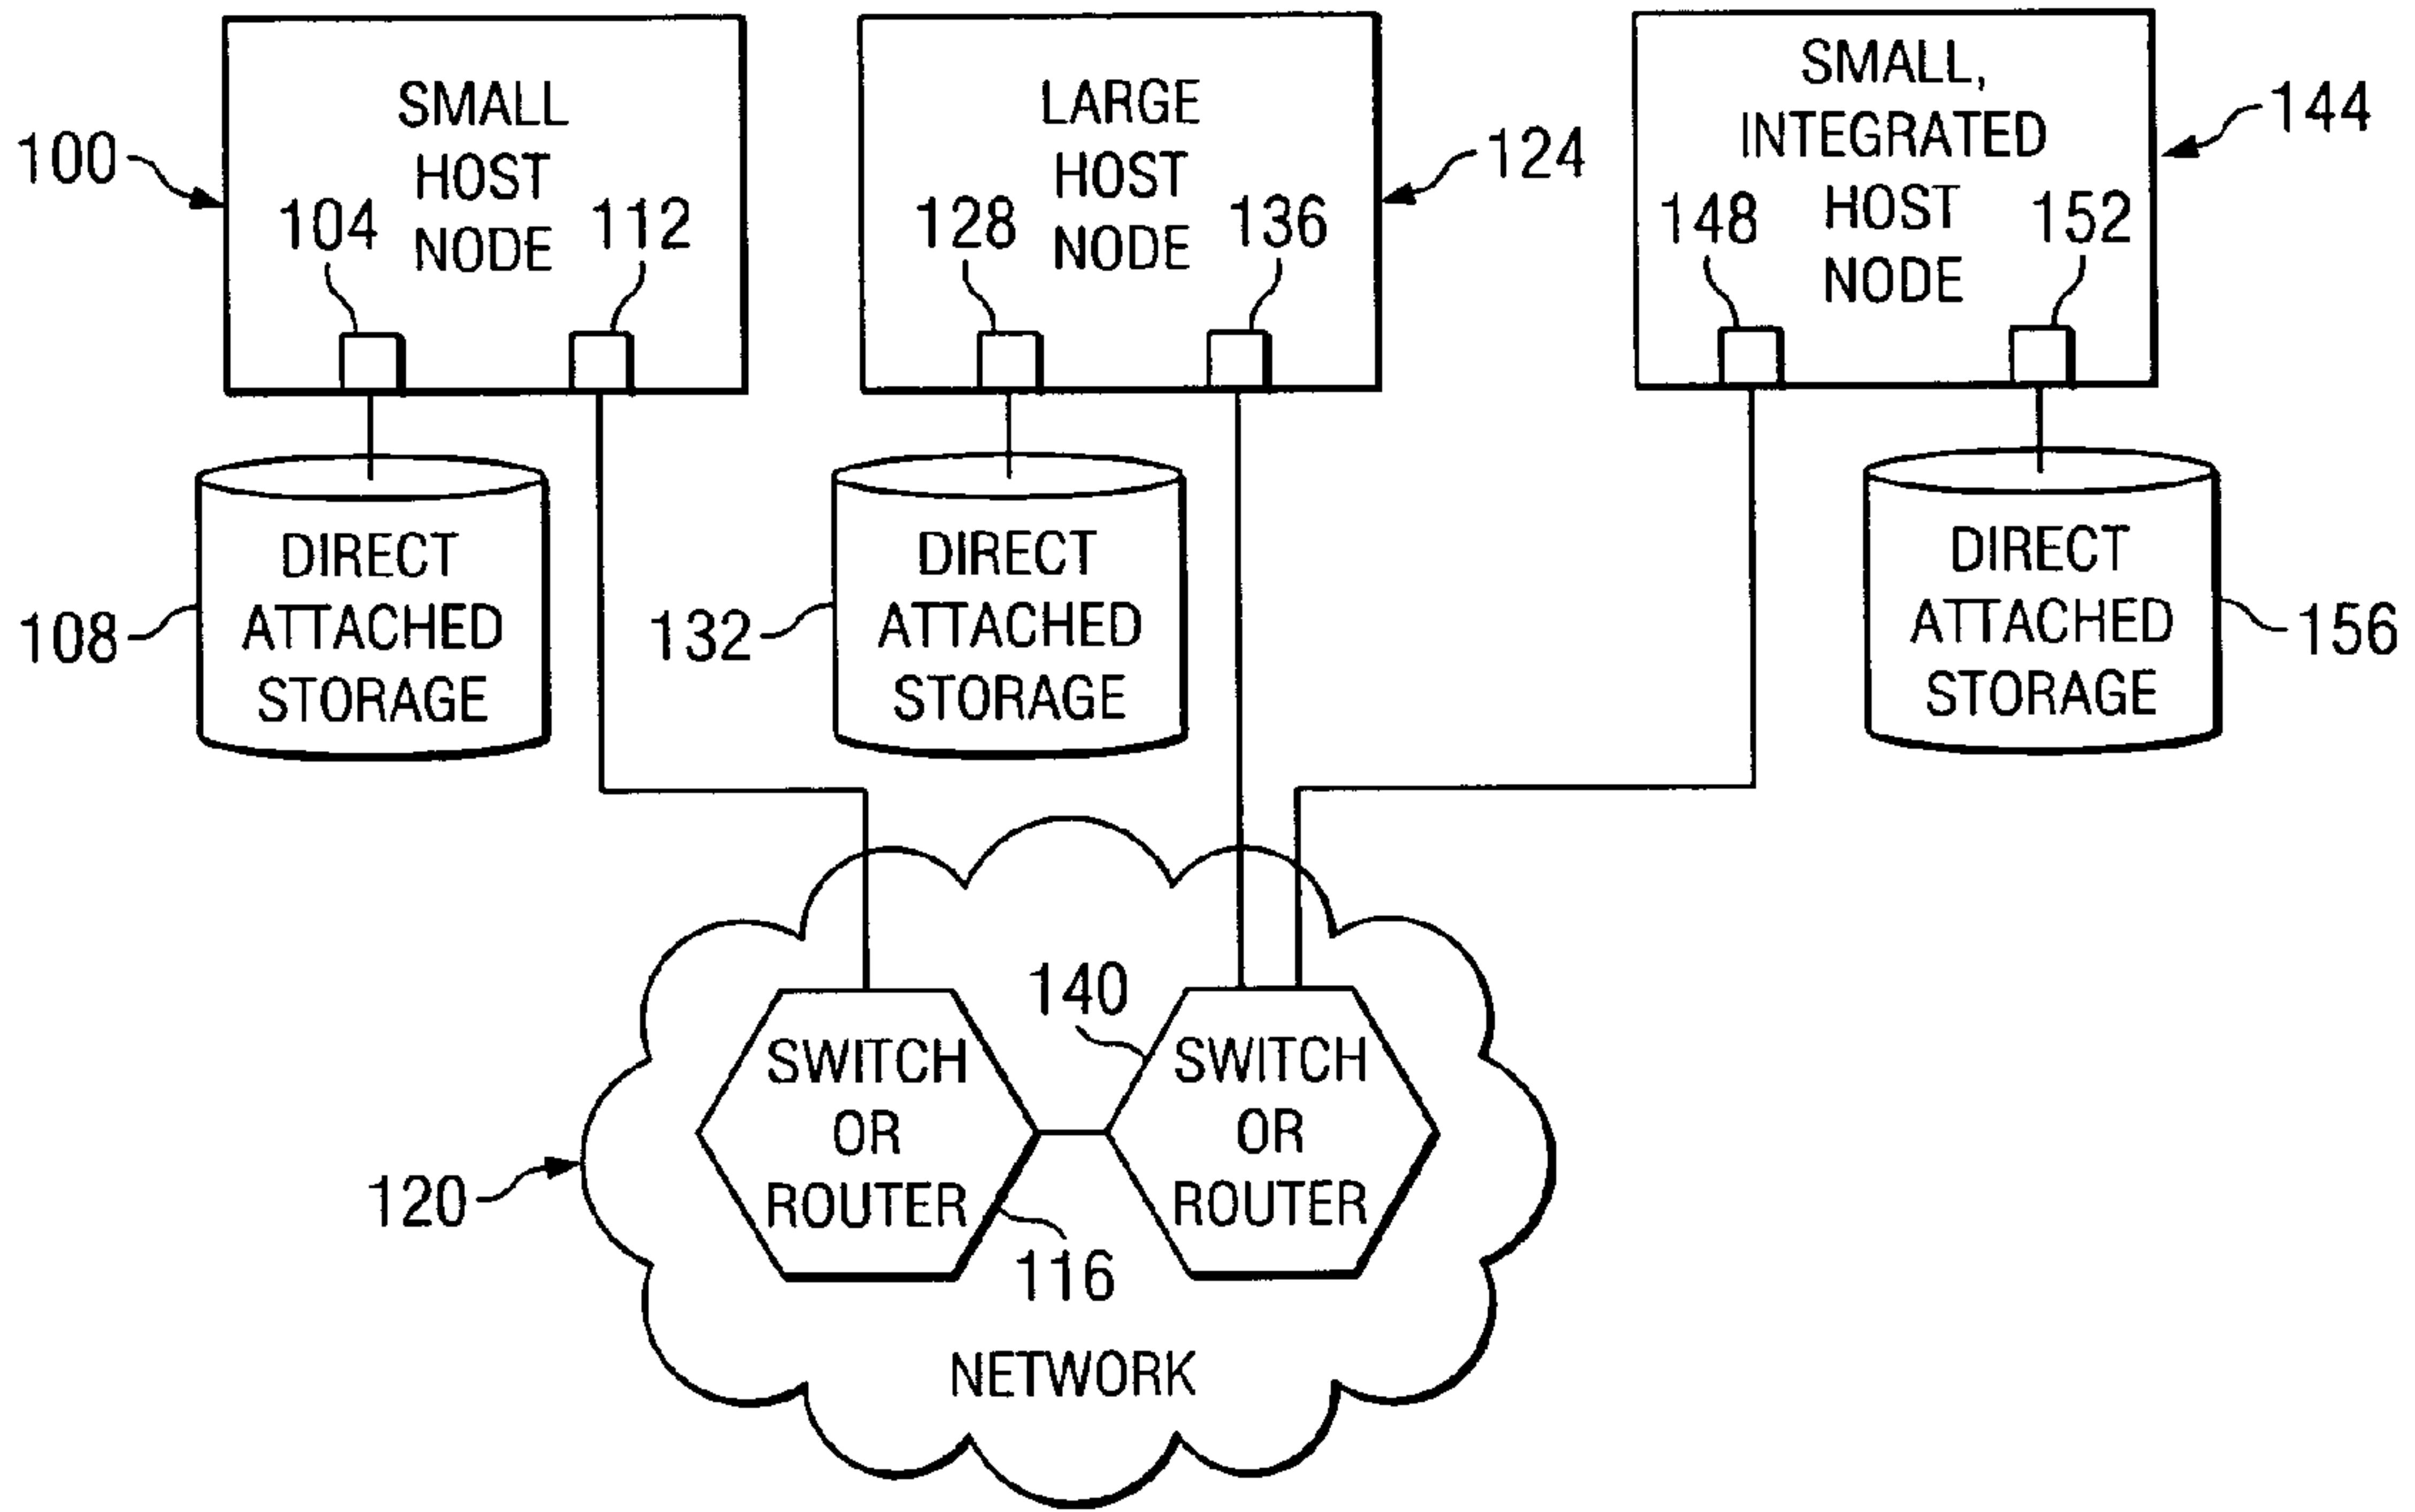 SMALL
HOST
NODE
100
104
112
LARGE
HOST
NODE
124
128
136
SMALL,
INTEGRATED
HOST
NODE
144
148
152
DIRECT
ATTACHED
STORAGE
108
DIRECT
ATTACHED
STORAGE
132
DIRECT
ATTACHED
STORAGE
156
SWITCH
OR
ROUTER
116
140
SWITCH
OR
ROUTER
120
NETWORK